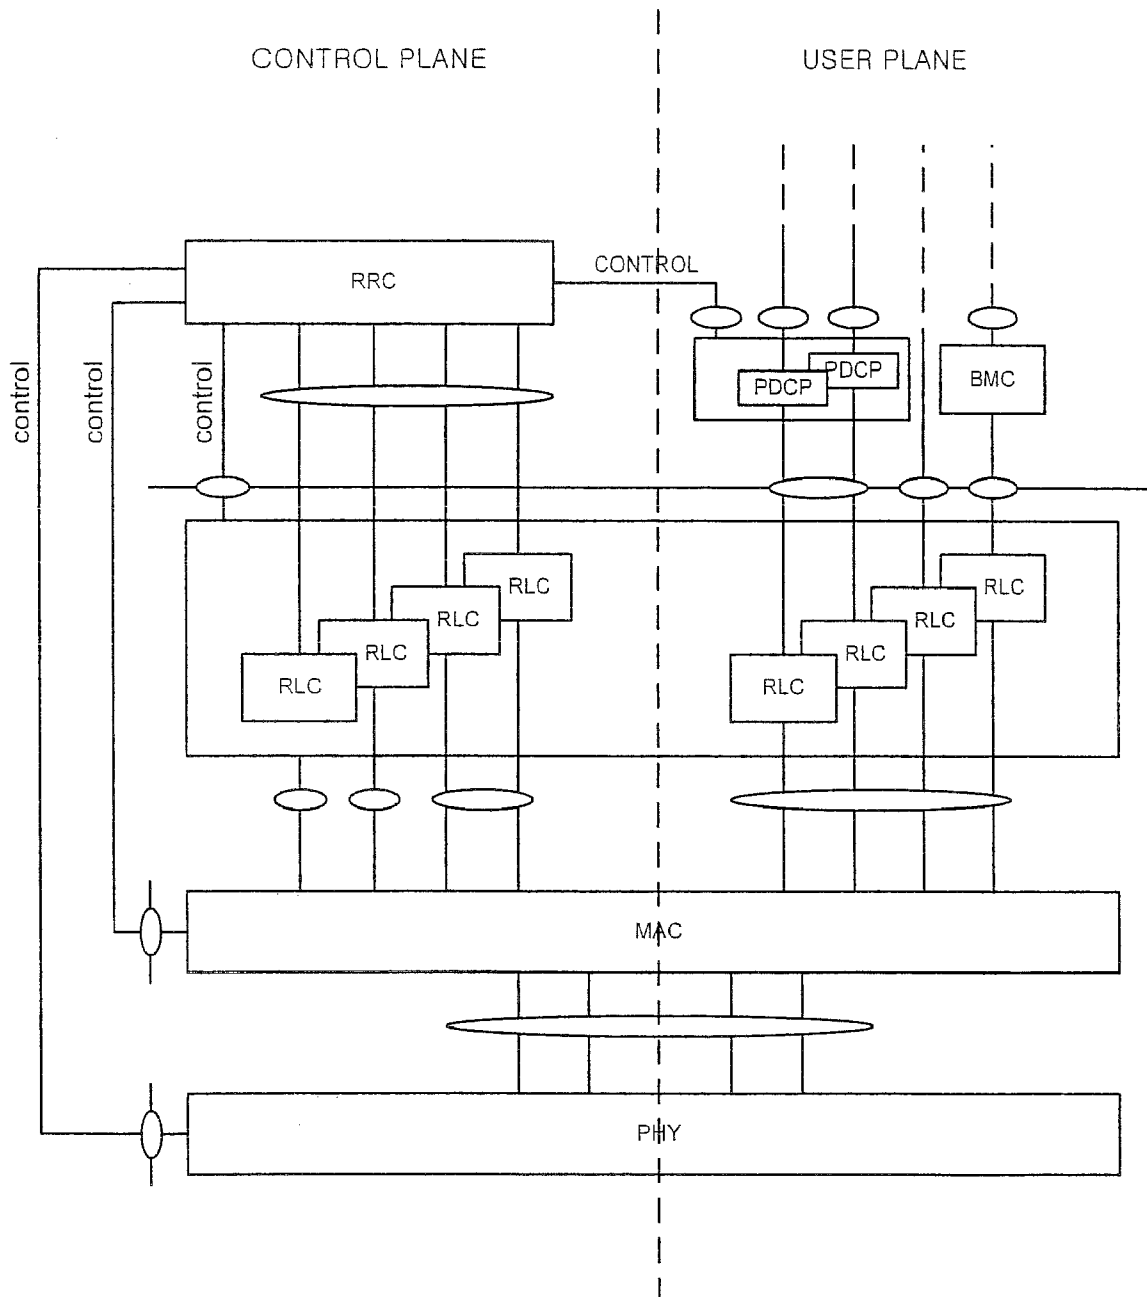 CONTROL PLANE
USER PLANE
RRC
CONTROL
control
control
control
PDCP
PDCP
BMC
RLC
RLC
RLC
RLC
RLC
RLC
RLC
RLC
MAC
PHY